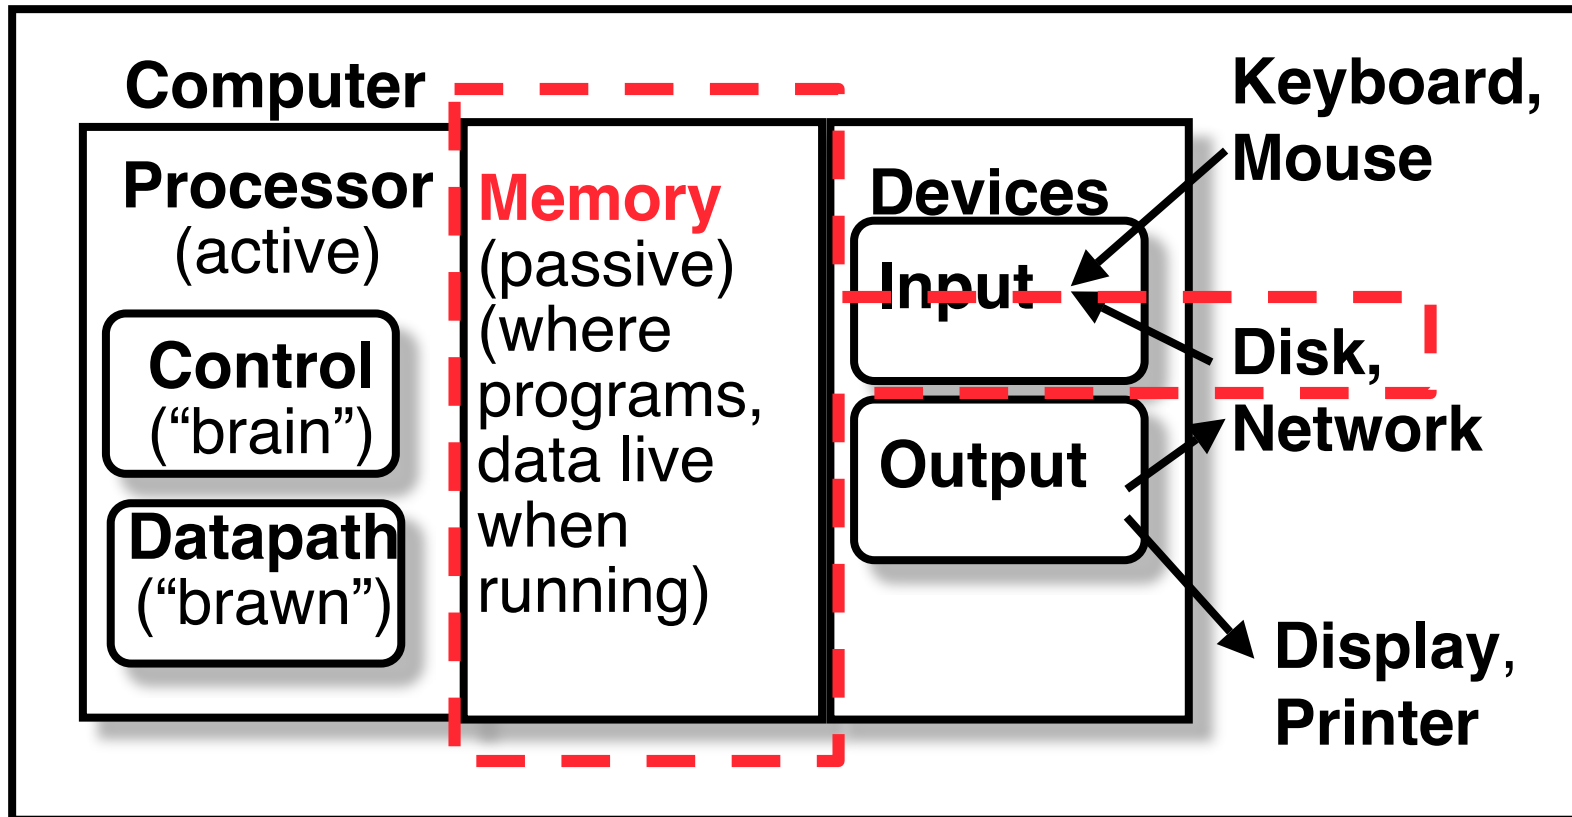 Computer
Processor
(active)
Control
(“brain”)
Datapath
(“brawn”)
Memory
(passive)
(where
programs,
data live
when
running)
Devices
Input
Output
Keyboard,
Mouse
Disk,
Network
Display,
Printer